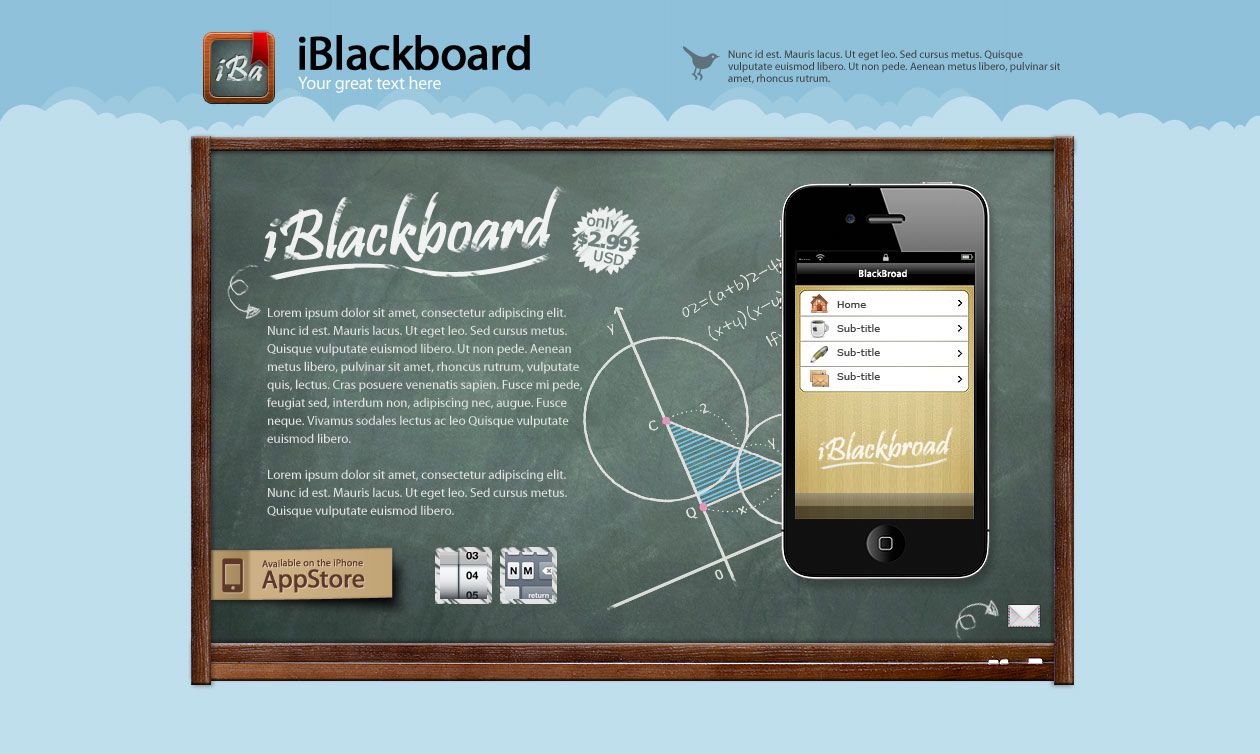 iBa
iBlackboard
Your great text here
Nunc id est. Mauris lacus. Ut eget leo. Sed cursus metus. Quisque
vulputate euismod libero. Ut non pede. Aenean metus libero, pulvinar sit
amet, rhoncus rutrum.
iBlackboard
only
$2.99
USD
Lorem ipsum dolor sit amet, consectetur adipiscing elit.
Nunc id est. Mauris lacus. Ut eget leo. Sed cursus metus.
Quisque vulputate euismod libero. Ut non pede. Aenean
metus libero, pulvinar sit amet, rhoncus rutrum, vulputate
quis, lectus. Cras posuere venenatis sapien. Fusce mi pede,
feugiat sed, interdum non, adipiscing nec, augue. Fusce
neque. Vivamus sodales lectus ac leo Quisque vulputate
euismod libero.
Lorem ipsum dolor sit amet, consectetur adipiscing elit.
Nunc id est. Mauris lacus. Ut eget leo. Sed cursus metus.
Quisque vulputate euismod libero.
Available on the iPhone
AppStore
03
04
05
N M
return
y
C
2
y
Q
x
0
BlackBroad
Home
Sub-title
Sub-title
Sub-title
iBlackbroad